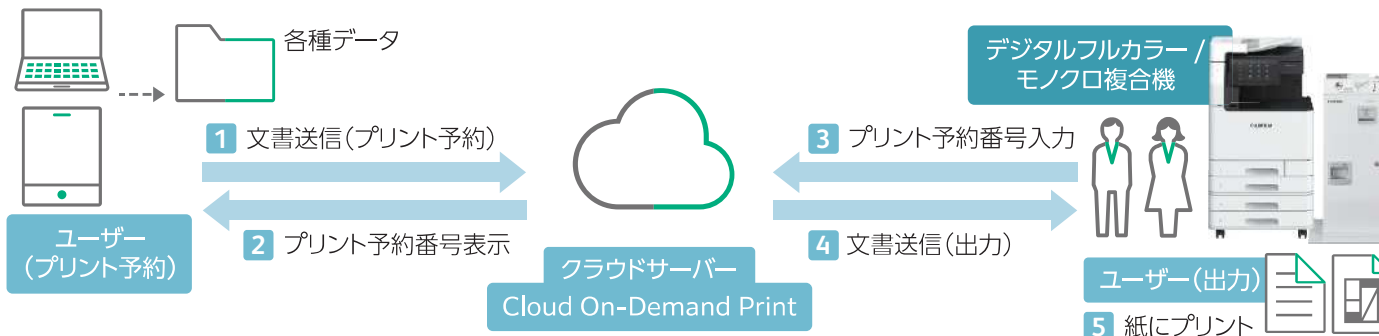 各種データ
1 文書送信(プリント予約)
2 プリント予約番号表示
ユーザー
(プリント予約)
クラウドサーバー
Cloud On-Demand Print
デジタルフルカラー /
モノクロ複合機
3 プリント予約番号入力
4 文書送信(出力)
FUJIFILM
ユーザー(出力)
5 紙にプリント